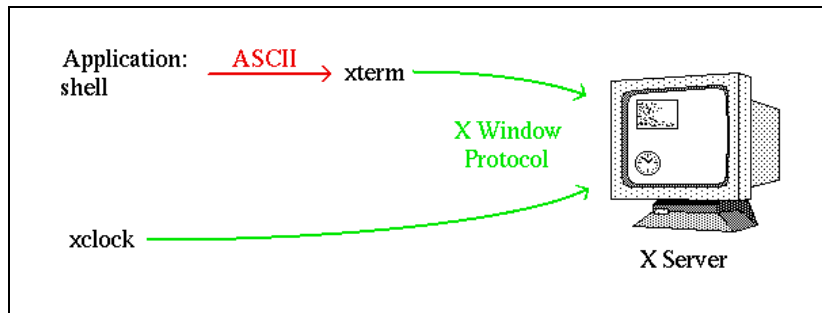 Application:
shell
ASCII
xterm
X Window
Protocol
xclock
X Server